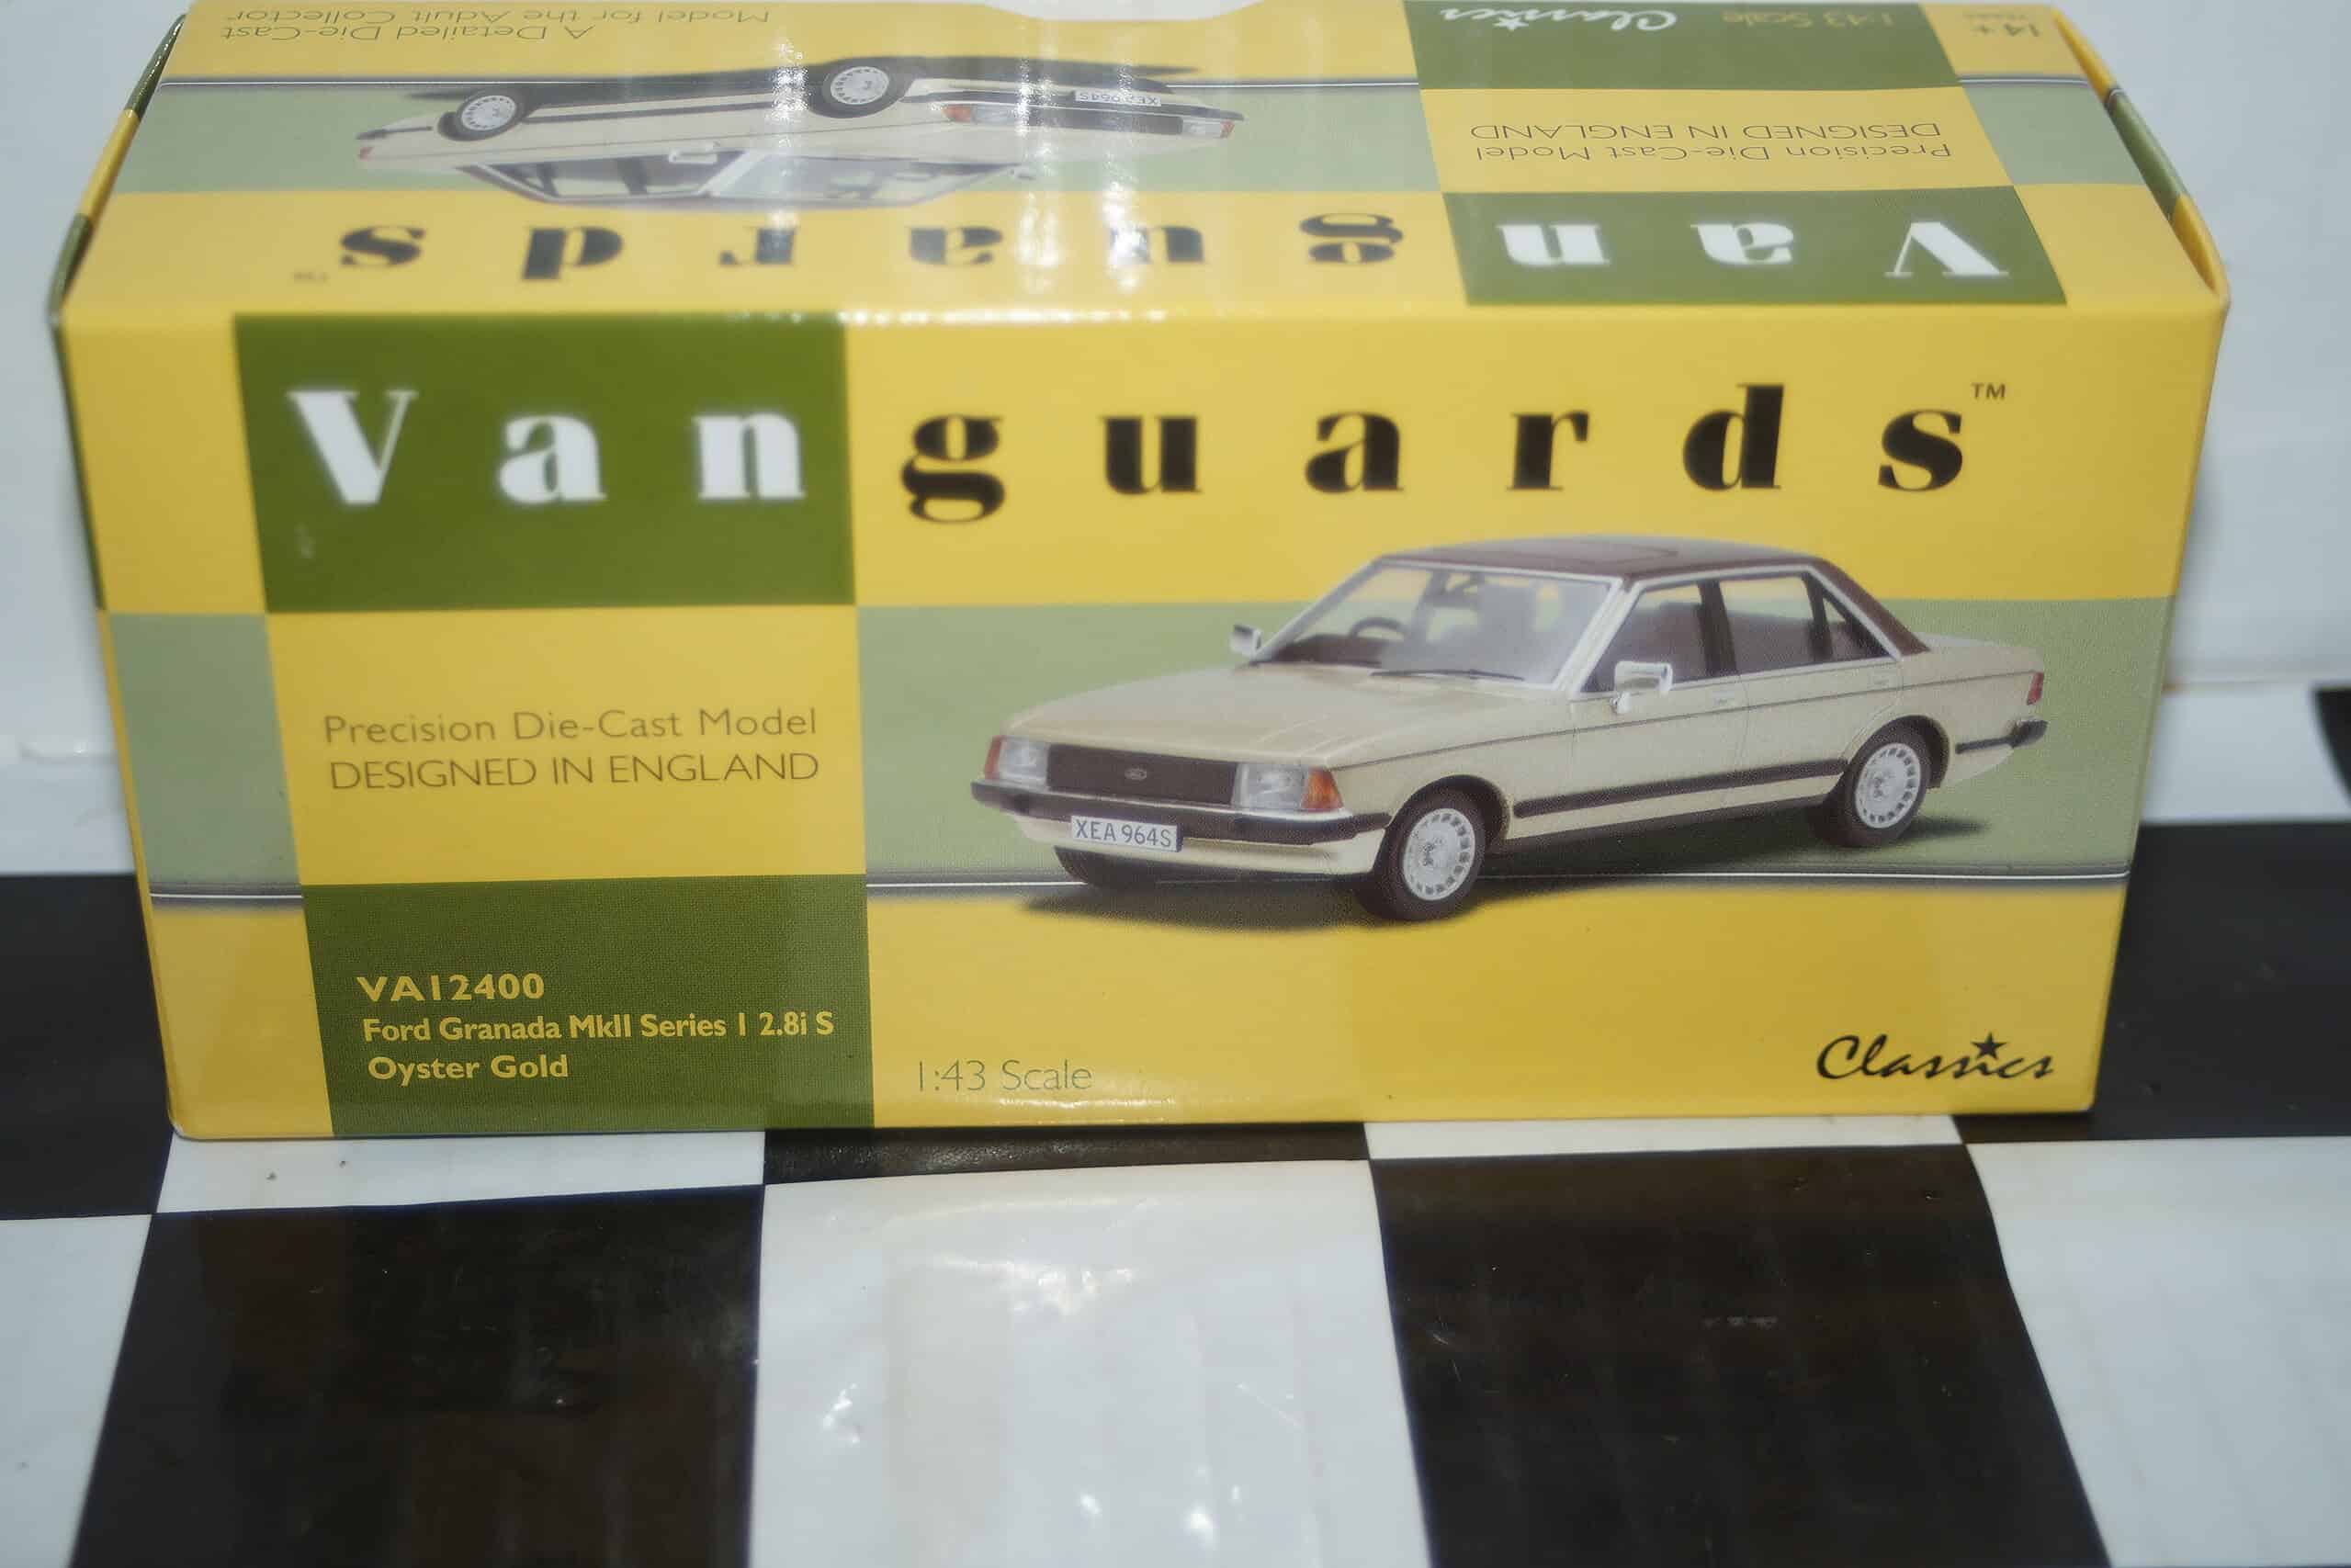 A Detailed Die-Cast
Model for the Adult Collector
Classics
1:43 Scale
14+
Precision Die-Cast Model
DESIGNED IN ENGLAND
XEA 964S
Vanguards™
Vanguards™
Precision Die-Cast Model
DESIGNED IN ENGLAND
XEA 964S
VA12400
Ford Granada MkII Series 1 2.8i S
Oyster Gold
1:43 Scale
Classics